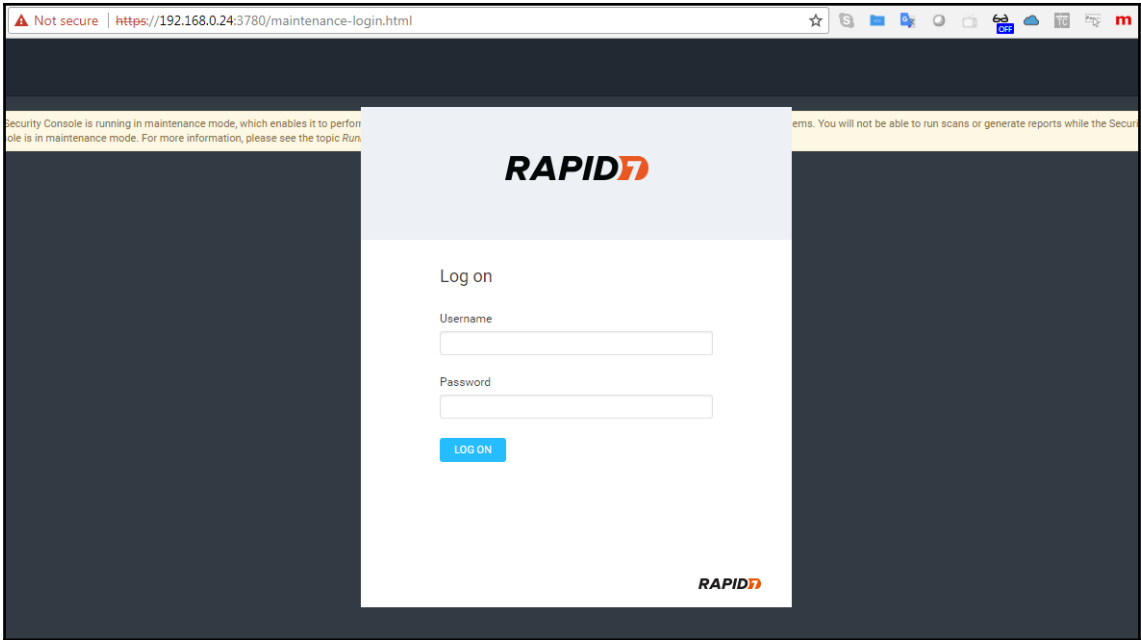 Not secure https://192.168.0.24:3780/maintenance-login.html
OFF
TC
m
Security Console is running in maintenance mode, which enables it to perfor
ems. You will not be able to run scans or generate reports while the Securi
ole is in maintenance mode. For more information, please see the topic Run
RAPID7
Log on
Username
Password
LOG ON
RAPID7